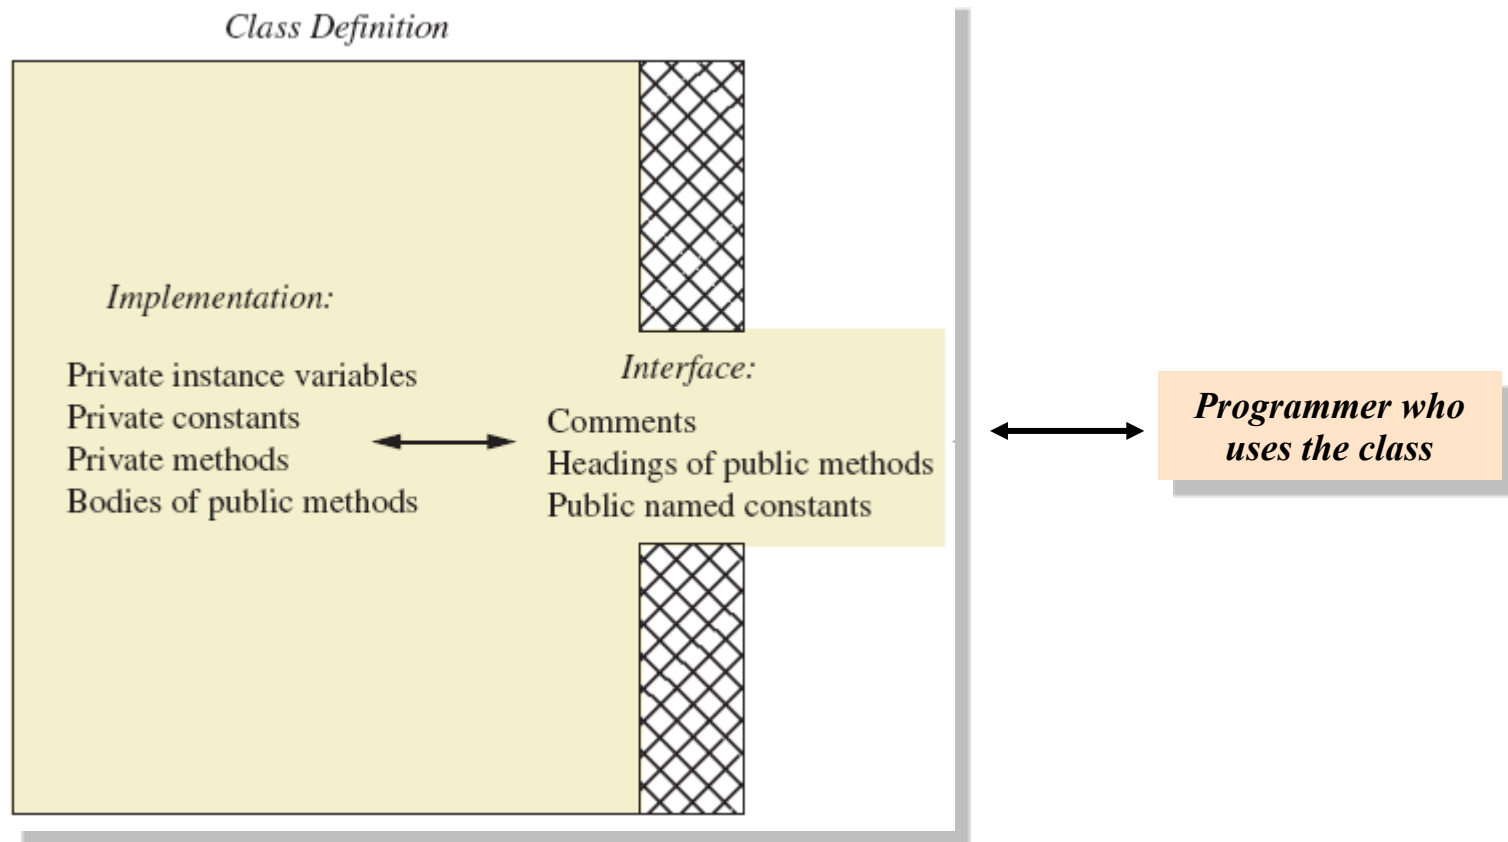 Class Definition
Implementation:
Private instance variables
Private constants
Private methods
Bodies of public methods
Interface:
Comments
Headings of public methods
Public named constants
Programmer who
uses the class